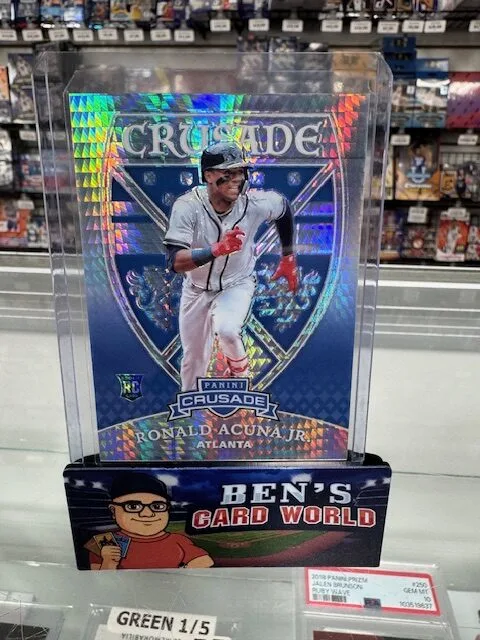 CRUSADE
RC
PANINI
CRUSADE
RONALD ACUNA JR.
ATLANTA
BEN'S
CARD WORLD
2018 PANINI PRIZM #250
JALEN BRUNSON GEM MT
RUBY WAVE 10
103519837
GREEN 1/5